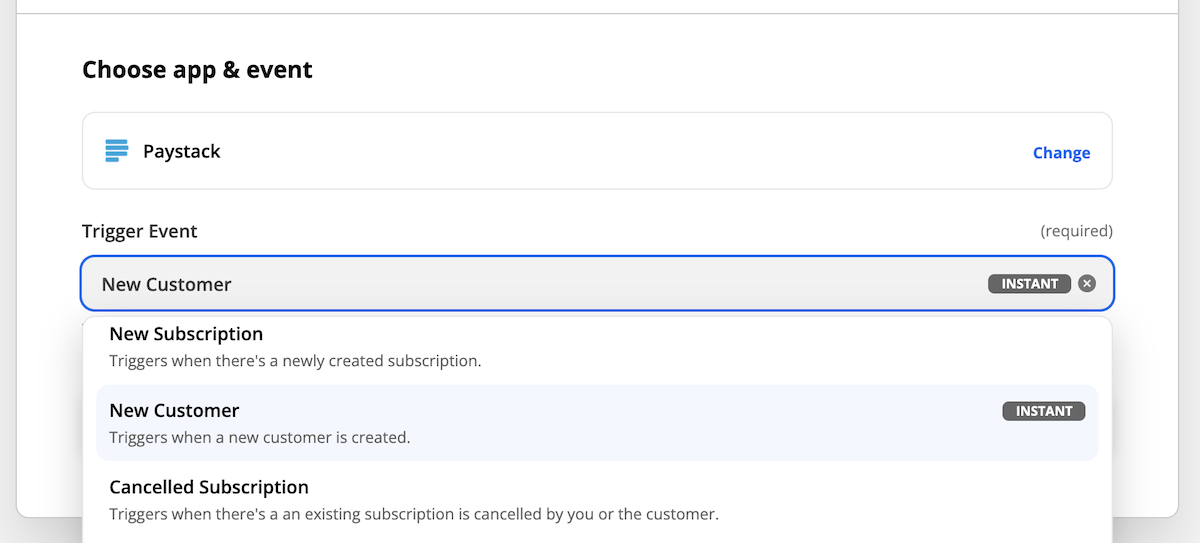 Choose app & event
Paystack
Change
Trigger Event
(required)
New Customer
INSTANT
New Subscription
Triggers when there's a newly created subscription.
New Customer
INSTANT
Triggers when a new customer is created.
Cancelled Subscription
Triggers when there's a an existing subscription is cancelled by you or the customer.